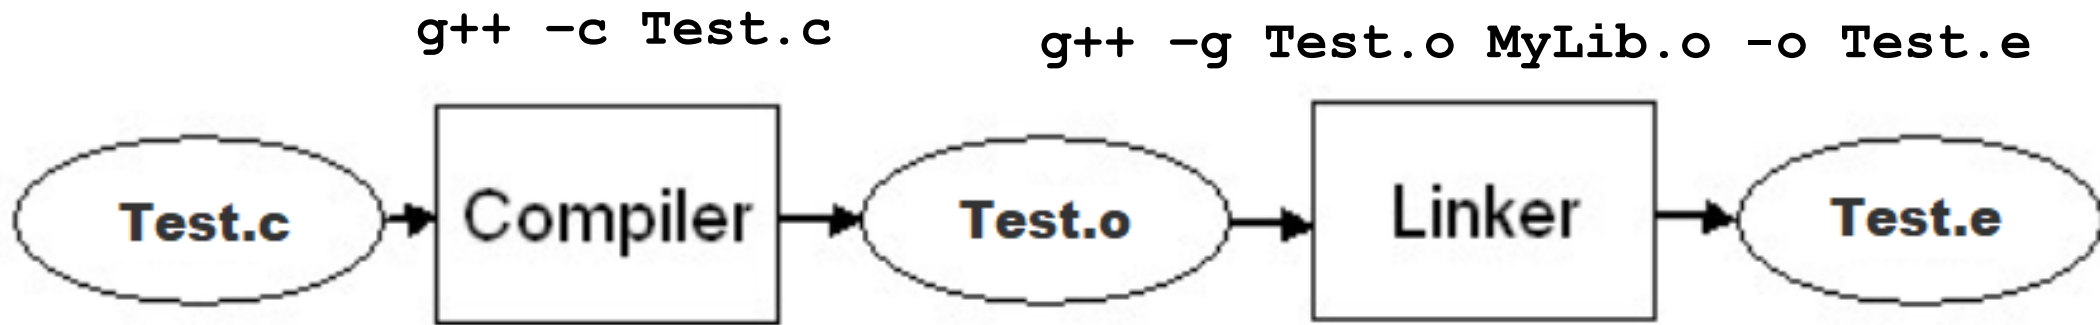 g++ -c Test.c
g++ -g Test.o MyLib.o -o Test.e
Test.c
Compiler
Test.o
Linker
Test.e